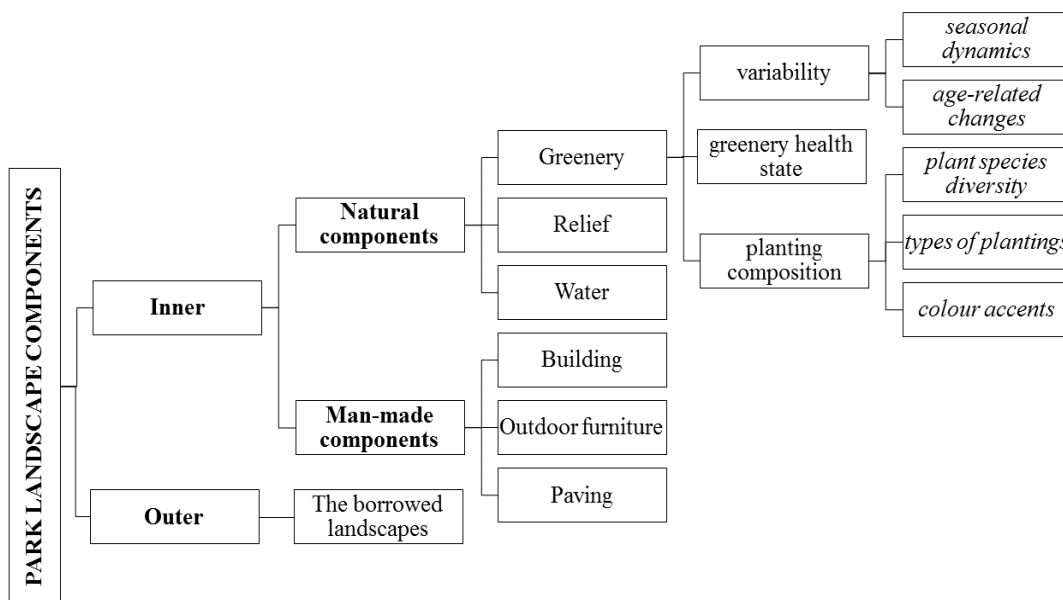 PARK LANDSCAPE COMPONENTS
Inner
Outer
Natural
components
Man-made
components
The borrowed
landscapes
Greenery
Relief
Water
Building
Outdoor furniture
Paving
variability
greenery health
state
planting
composition
seasonal
dynamics
age-related
changes
plant species
diversity
types of plantings
colour accents